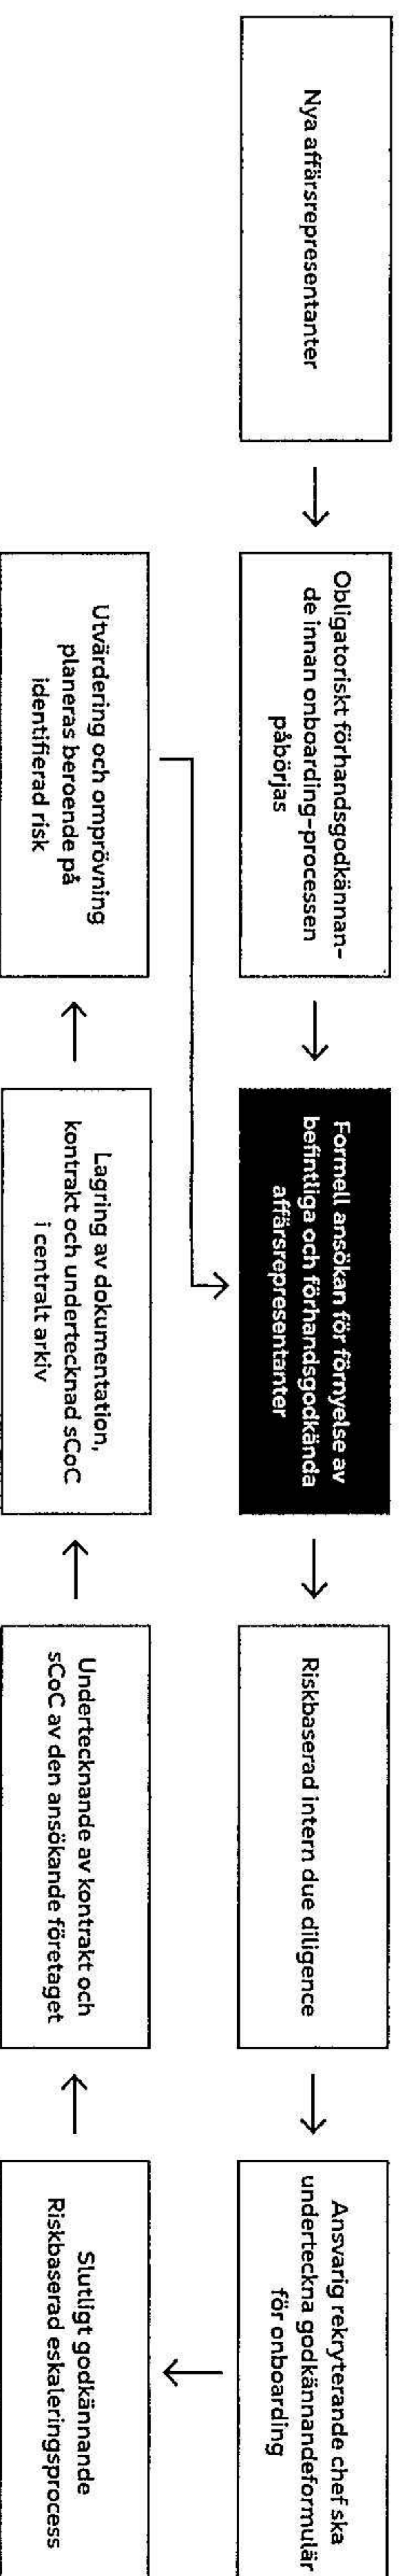 Nya affärsrepresentanter
Obligatoriskt förhandsgodkännan-
de innan onboarding-processen
påbörjas
Formell ansökan för förnyelse av
befintliga och förhandsgodkända
affärsrepresentanter
Riskbaserad intern due diligence
Ansvarig rekryterande chef ska
underteckna godkännandeformulär
för onboarding
Slutligt godkännande
Riskbaserad eskaleringsprocess
Undertecknande av kontrakt och
sCoC av den ansökande företaget
Lagring av dokumentation,
kontrakt och undertecknad sCoC
i centralt arkiv
Utvärdering och omprövning
planeras beroende på
identifierad risk